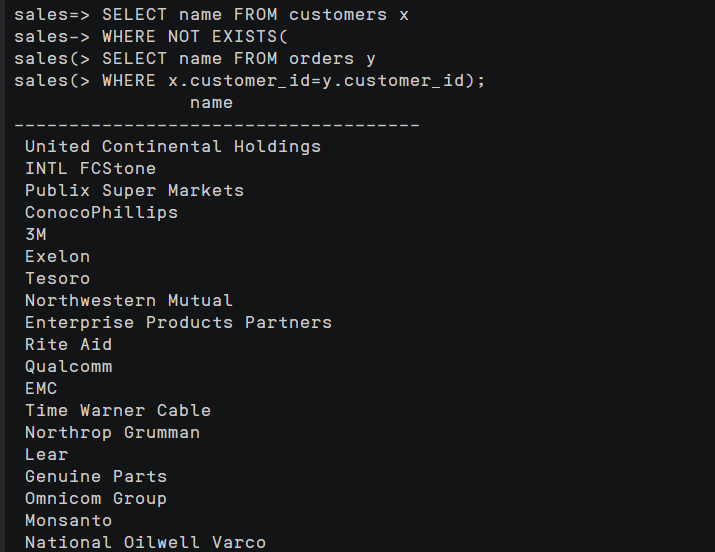 sales=> SELECT name FROM customers x
sales-> WHERE NOT EXISTS(
sales(> SELECT name FROM orders y
sales(> WHERE x.customer_id=y.customer_id);
name
-------------------------------------
United Continental Holdings
INTL FCStone
Publix Super Markets
ConocoPhillips
3M
Exelon
Tesoro
Northwestern Mutual
Enterprise Products Partners
Rite Aid
Qualcomm
EMC
Time Warner Cable
Northrop Grumman
Lear
Genuine Parts
Omnicom Group
Monsanto
National Oilwell Varco